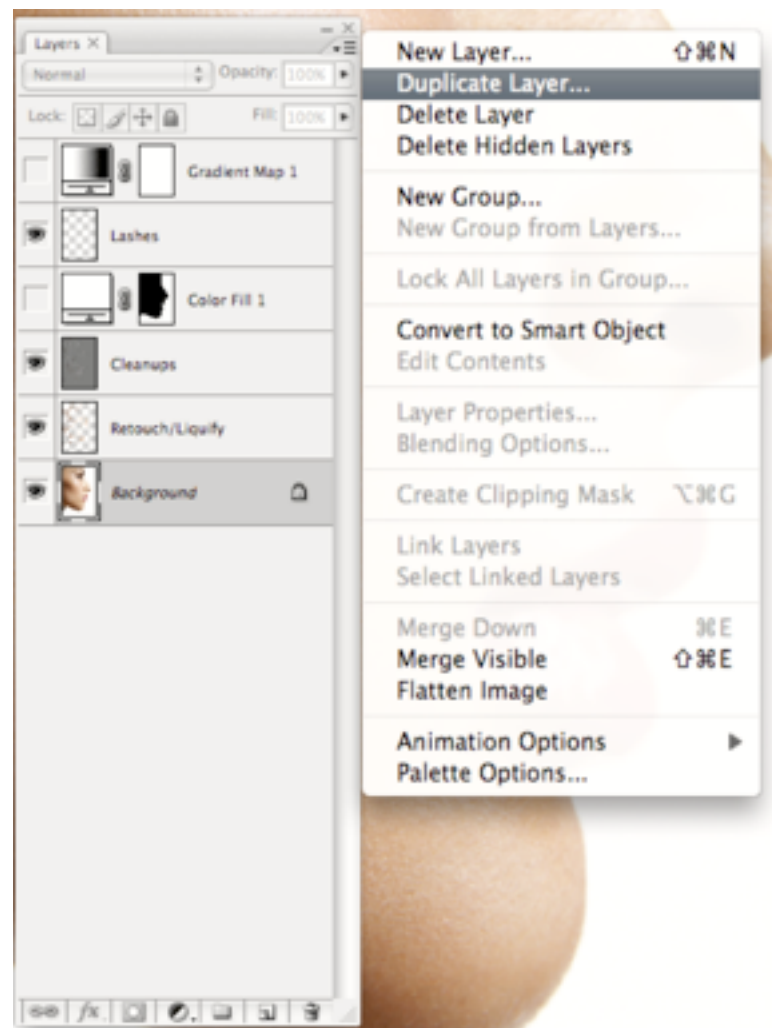 Layers
Normal
Opacity: 100%
Lock:
Fill: 100%
Gradient Map 1
Lashes
Color Fill 1
Cleanups
Retouch/Liquify
Background
fx
New Layer... ⇧⌘N
Duplicate Layer...
Delete Layer
Delete Hidden Layers
New Group...
New Group from Layers...
Lock All Layers in Group...
Convert to Smart Object
Edit Contents
Layer Properties...
Blending Options...
Create Clipping Mask ⌥⌘G
Link Layers
Select Linked Layers
Merge Down ⌘E
Merge Visible ⇧⌘E
Flatten Image
Animation Options
Palette Options...